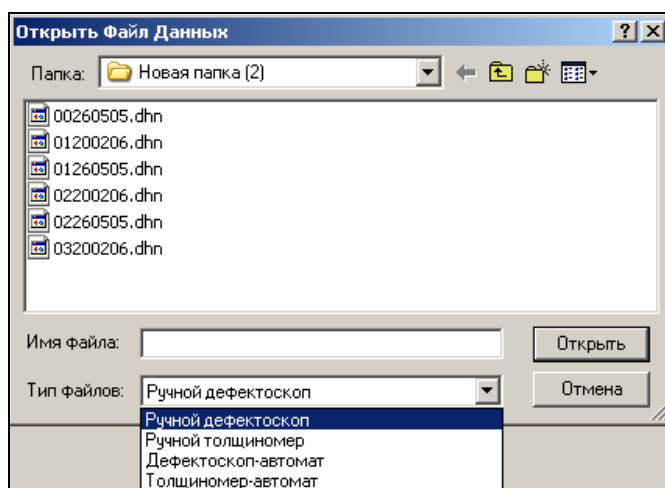 Открыть Файл Данных
Папка: Новая папка (2)
00260505.dhn
01200206.dhn
01260505.dhn
02200206.dhn
02260505.dhn
03200206.dhn
Имя файла: Открыть
Тип файлов: Ручной дефектоскоп Отмена
Ручной дефектоскоп
Ручной толщиномер
Дефектоскоп-автомат
Толщиномер-автомат